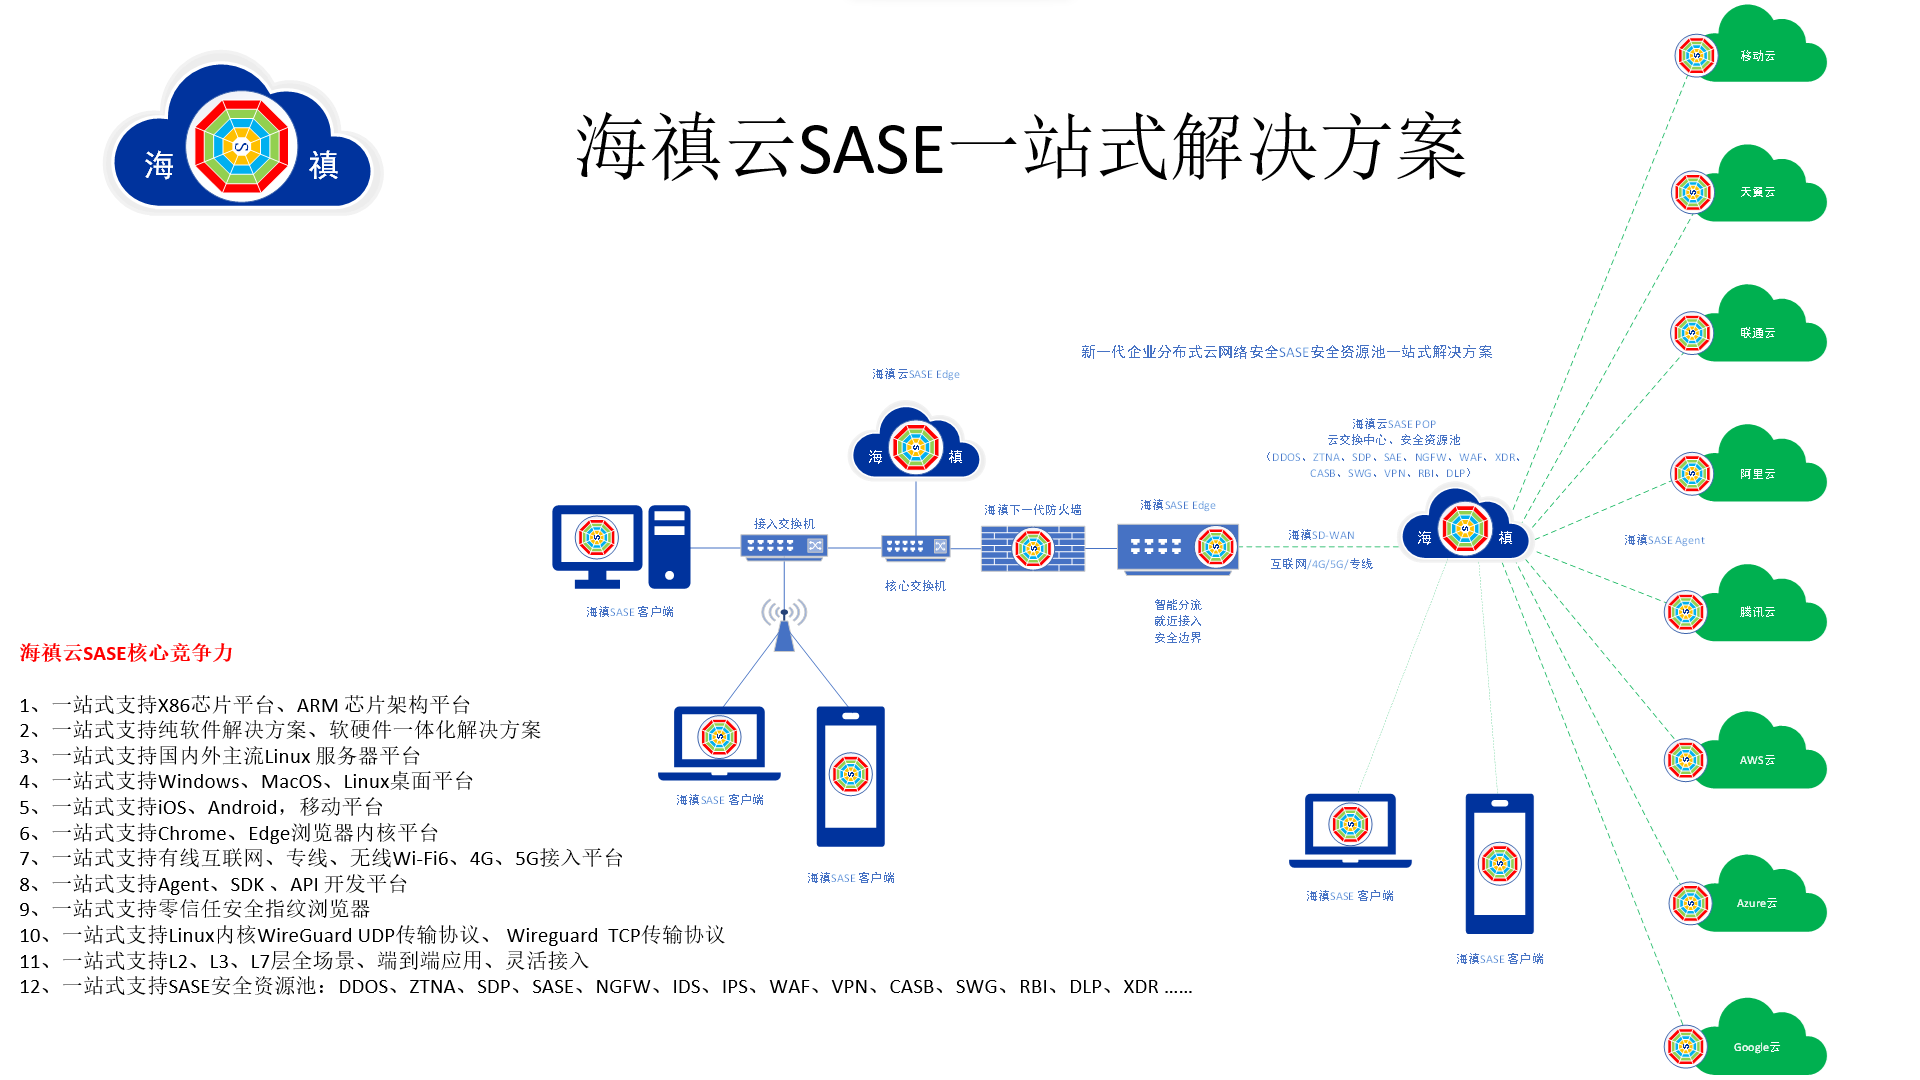 海 禛
海禛云SASE一站式解决方案
移动云
天翼云
联通云
新一代企业分布式云网络安全SASE安全资源池一站式解决方案
海禛云SASE Edge
海禛云SASE POP
云交换中心、安全资源池
（DDOS、ZTNA、SDP、SAE、NGFW、WAF、XDR、
CASB、SWG、VPN、RBI、DLP）
海 禛
阿里云
海禛下一代防火墙
海禛SASE Edge
接入交换机
海禛SD-WAN
海 禛
海禛SASE Agent
互联网/4G/5G/专线
核心交换机
海禛SASE 客户端
智能分流
就近接入
安全边界
腾讯云
海禛云SASE核心竞争力
1、一站式支持X86芯片平台、ARM 芯片架构平台
2、一站式支持纯软件解决方案、软硬件一体化解决方案
3、一站式支持国内外主流Linux 服务器平台
4、一站式支持Windows、MacOS、Linux桌面平台
5、一站式支持iOS、Android，移动平台
6、一站式支持Chrome、Edge浏览器内核平台
7、一站式支持有线互联网、专线、无线Wi-Fi6、4G、5G接入平台
8、一站式支持Agent、SDK 、API 开发平台
9、一站式支持零信任安全指纹浏览器
10、一站式支持Linux内核WireGuard UDP传输协议、 Wireguard  TCP传输协议
11、一站式支持L2、L3、L7层全场景、端到端应用、灵活接入
12、一站式支持SASE安全资源池：DDOS、ZTNA、SDP、SASE、NGFW、IDS、IPS、WAF、VPN、CASB、SWG、RBI、DLP、XDR ......
海禛SASE 客户端
海禛SASE 客户端
海禛SASE 客户端
海禛SASE 客户端
AWS云
Azure云
Google云